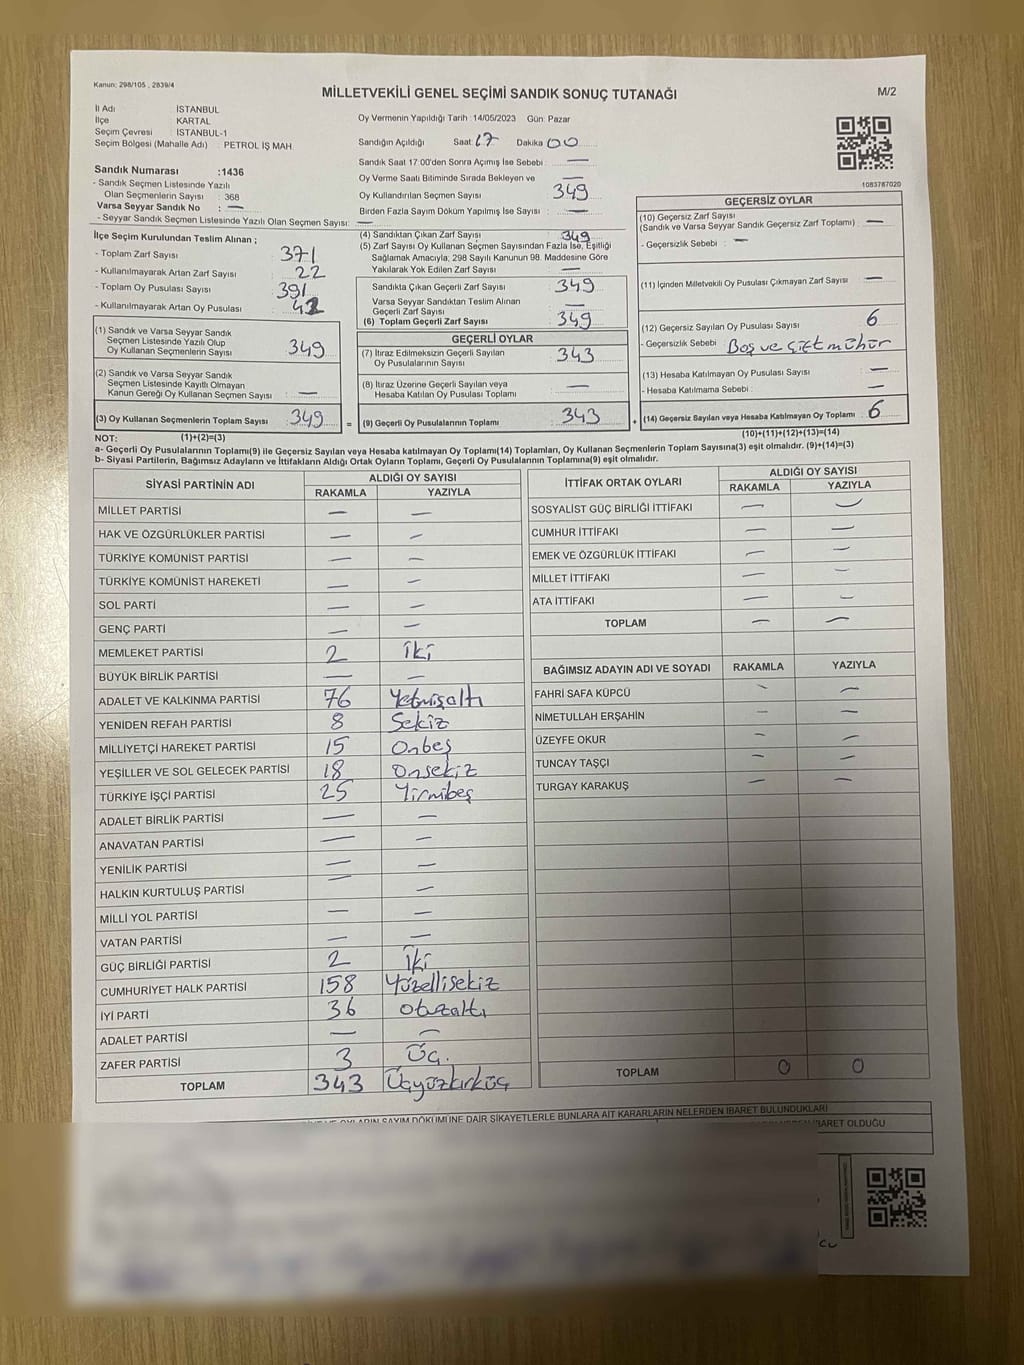 Kanun: 298/105 , 2839/4
MİLLETVEKİLİ GENEL SEÇİMİ SANDIK SONUÇ TUTANAĞI
M/2
İl Adı İSTANBUL
İlçe : KARTAL
Seçim Çevresi : İSTANBUL-1
Seçim Bölgesi (Mahalle Adı) : PETROL İŞ MAH
Sandık Numarası :1436
- Sandık Seçmen Listesinde Yazılı
Olan Seçmenlerin Sayısı : 368
Varsa Seyyar Sandık No : —
- Seyyar Sandık Seçmen Listesinde Yazılı Olan Seçmen Sayısı: —
Oy Vermenin Yapıldığı Tarih : 14/05/2023 Gün: Pazar
Sandığın Açıldığı Saat: 17 Dakika 00
Sandık Saat 17:00'den Sonra Açımış İse Sebebi : —
Oy Verme Saati Bitiminde Sırada Bekleyen ve —
Oy Kullandırılan Seçmen Sayısı 349
Birden Fazla Sayım Döküm Yapılmış İse Sayısı : —
1083787020
İlçe Seçim Kurulundan Teslim Alınan ;
- Toplam Zarf Sayısı : 371
- Kullanılmayarak Artan Zarf Sayısı : 22
- Toplam Oy Pusulası Sayısı : 391
- Kullanılmayarak Artan Oy Pusulası : 42
(4) Sandıktan Çıkan Zarf Sayısı : 349
(5) Zarf Sayısı Oy Kullanan Seçmen Sayısından Fazla İse, Eşitliği
Sağlamak Amacıyla, 298 Sayılı Kanunun 98. Maddesine Göre
Yakılarak Yok Edilen Zarf Sayısı : —
Sandıkta Çıkan Geçerli Zarf Sayısı : 349
Varsa Seyyar Sandıktan Teslim Alınan
Geçerli Zarf Sayısı : —
(6) Toplam Geçerli Zarf Sayısı : 349
GEÇERSİZ OYLAR
(10) Geçersiz Zarf Sayısı
(Sandık ve Varsa Seyyar Sandık Geçersiz Zarf Toplamı) : —
- Geçersizlik Sebebi : —
(11) İçinden Milletvekili Oy Pusulası Çıkmayan Zarf Sayısı : —
(12) Geçersiz Sayılan Oy Pusulası Sayısı : 6
- Geçersizlik Sebebi : Boş ve Çift mühür
(13) Hesaba Katılmayan Oy Pusulası Sayısı : —
- Hesaba Katılmama Sebebi : —
(14) Geçersiz Sayılan veya Hesaba Katılmayan Oy Toplamı : 6
(10)+(11)+(12)+(13)=(14)
(1) Sandık ve Varsa Seyyar Sandık
Seçmen Listesinde Yazılı Olup
Oy Kullanan Seçmenlerin Sayısı : 349
(2) Sandık ve Varsa Seyyar Sandık
Seçmen Listesinde Kayıtlı Olmayan
Kanun Gereği Oy Kullanan Seçmen Sayısı : —
(3) Oy Kullanan Seçmenlerin Toplam Sayısı : 349
GEÇERLİ OYLAR
(7) İtiraz Edilmeksizin Geçerli Sayılan
Oy Pusulalarının Sayısı : 343
(8) İtiraz Üzerine Geçerli Sayılan veya
Hesaba Katılan Oy Pusulası Toplamı : —
= (9) Geçerli Oy Pusulalarının Toplamı : 343 +
NOT: (1)+(2)=(3)
a- Geçerli Oy Pusulalarının Toplamı(9) ile Geçersiz Sayılan veya Hesaba katılmayan Oy Toplamı(14) Toplamları, Oy Kullanan Seçmenlerin Toplam Sayısına(3) eşit olmalıdır. (9)+(14)=(3)
b- Siyasi Partilerin, Bağımsız Adayların ve İttifakların Aldığı Ortak Oyların Toplamı, Geçerli Oy Pusulalarının Toplamına(9) eşit olmalıdır.
SİYASİ PARTİNİN ADI ALDIĞI OY SAYISI
RAKAMLA YAZIYLA
MİLLET PARTİSİ — —
HAK VE ÖZGÜRLÜKLER PARTİSİ — —
TÜRKİYE KOMÜNİST PARTİSİ — —
TÜRKİYE KOMÜNİST HAREKETİ — —
SOL PARTİ — —
GENÇ PARTİ — —
MEMLEKET PARTİSİ 2 İki
BÜYÜK BİRLİK PARTİSİ — —
ADALET VE KALKINMA PARTİSİ 76 Yetmişaltı
YENİDEN REFAH PARTİSİ 8 Sekiz
MİLLİYETÇİ HAREKET PARTİSİ 15 Onbeş
YEŞİLLER VE SOL GELECEK PARTİSİ 18 Onsekiz
TÜRKİYE İŞÇİ PARTİSİ 25 Yirmibeş
ADALET BİRLİK PARTİSİ — —
ANAVATAN PARTİSİ — —
YENİLİK PARTİSİ — —
HALKIN KURTULUŞ PARTİSİ — —
MİLLİ YOL PARTİSİ — —
VATAN PARTİSİ — —
GÜÇ BİRLİĞİ PARTİSİ 2 İki
CUMHURİYET HALK PARTİSİ 158 Yüzellisekiz
İYİ PARTİ 36 Otuzaltı
ADALET PARTİSİ — —
ZAFER PARTİSİ 3 Üç.
TOPLAM 343 Üçyüzkırküç
İTTİFAK ORTAK OYLARI ALDIĞI OY SAYISI
RAKAMLA YAZIYLA
SOSYALİST GÜÇ BİRLİĞİ İTTİFAKI — —
CUMHUR İTTİFAKI — —
EMEK VE ÖZGÜRLÜK İTTİFAKI — —
MİLLET İTTİFAKI — —
ATA İTTİFAKI — —
TOPLAM — —
BAĞIMSIZ ADAYIN ADI VE SOYADI RAKAMLA YAZIYLA
FAHRİ SAFA KÜPCÜ — —
NİMETULLAH ERŞAHİN — —
ÜZEYFE OKUR — —
TUNCAY TAŞÇI — —
TURGAY KARAKUŞ — —
TOPLAM 0 0
OYLARIN SAYIM DÖKÜMÜNE DAİR ŞİKAYETLERLE BUNLARA AİT KARARLARIN NELERDEN İBARET BULUNDUKLARI
İBARET OLDUĞU